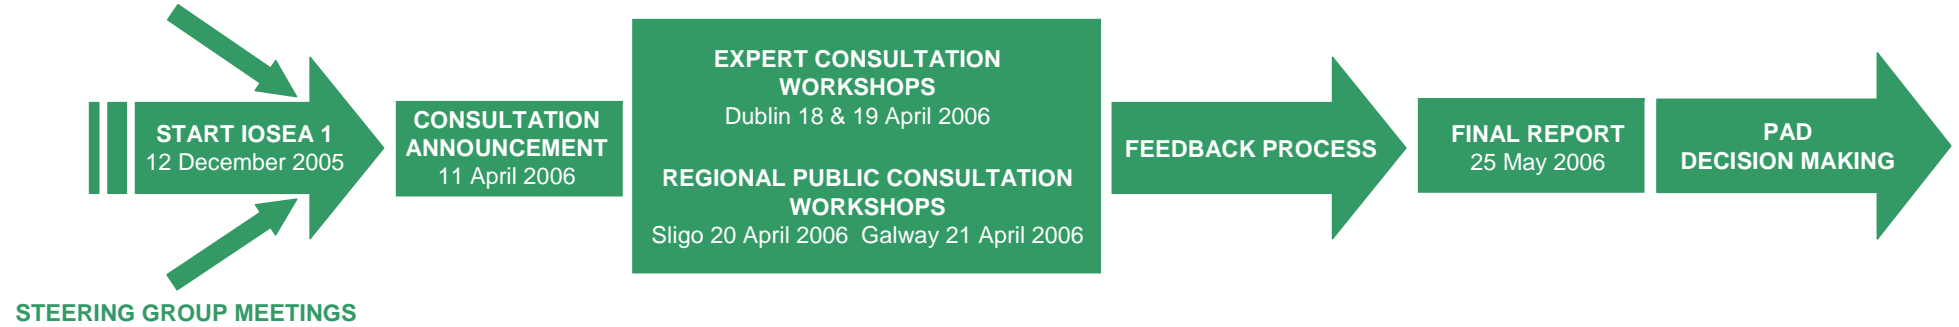 START IOSEA 1
12 December 2005
STEERING GROUP MEETINGS
CONSULTATION
ANNOUNCEMENT
11 April 2006
EXPERT CONSULTATION
WORKSHOPS
Dublin 18 & 19 April 2006
REGIONAL PUBLIC CONSULTATION
WORKSHOPS
Sligo 20 April 2006  Galway 21 April 2006
FEEDBACK PROCESS
FINAL REPORT
25 May 2006
PAD
DECISION MAKING